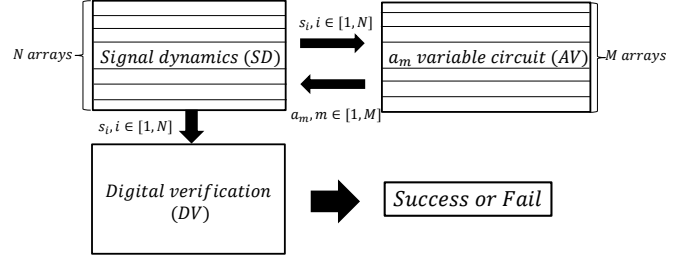 N arrays
Signal dynamics (SD)
s_i, i ∈ [1, N]
a_m variable circuit (AV)
M arrays
a_m, m ∈ [1, M]
s_i, i ∈ [1, N]
Digital verification
(DV)
Success or Fail